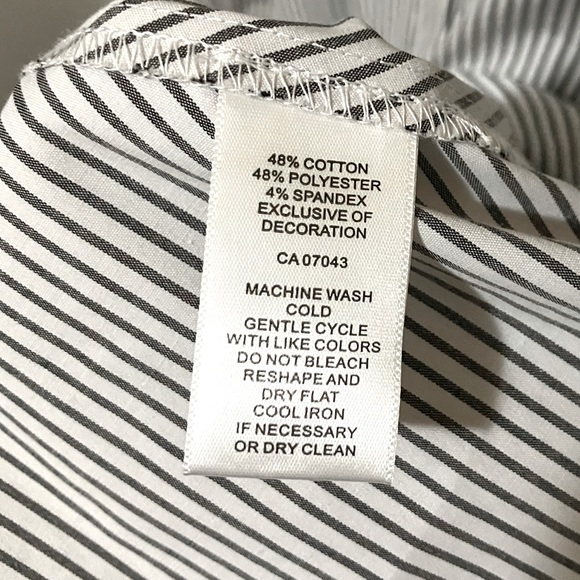 48% COTTON
48% POLYESTER
4% SPANDEX
EXCLUSIVE OF
DECORATION
CA 07043
MACHINE WASH
COLD
GENTLE CYCLE
WITH LIKE COLORS
DO NOT BLEACH
RESHAPE AND
DRY FLAT
COOL IRON
IF NECESSARY
OR DRY CLEAN